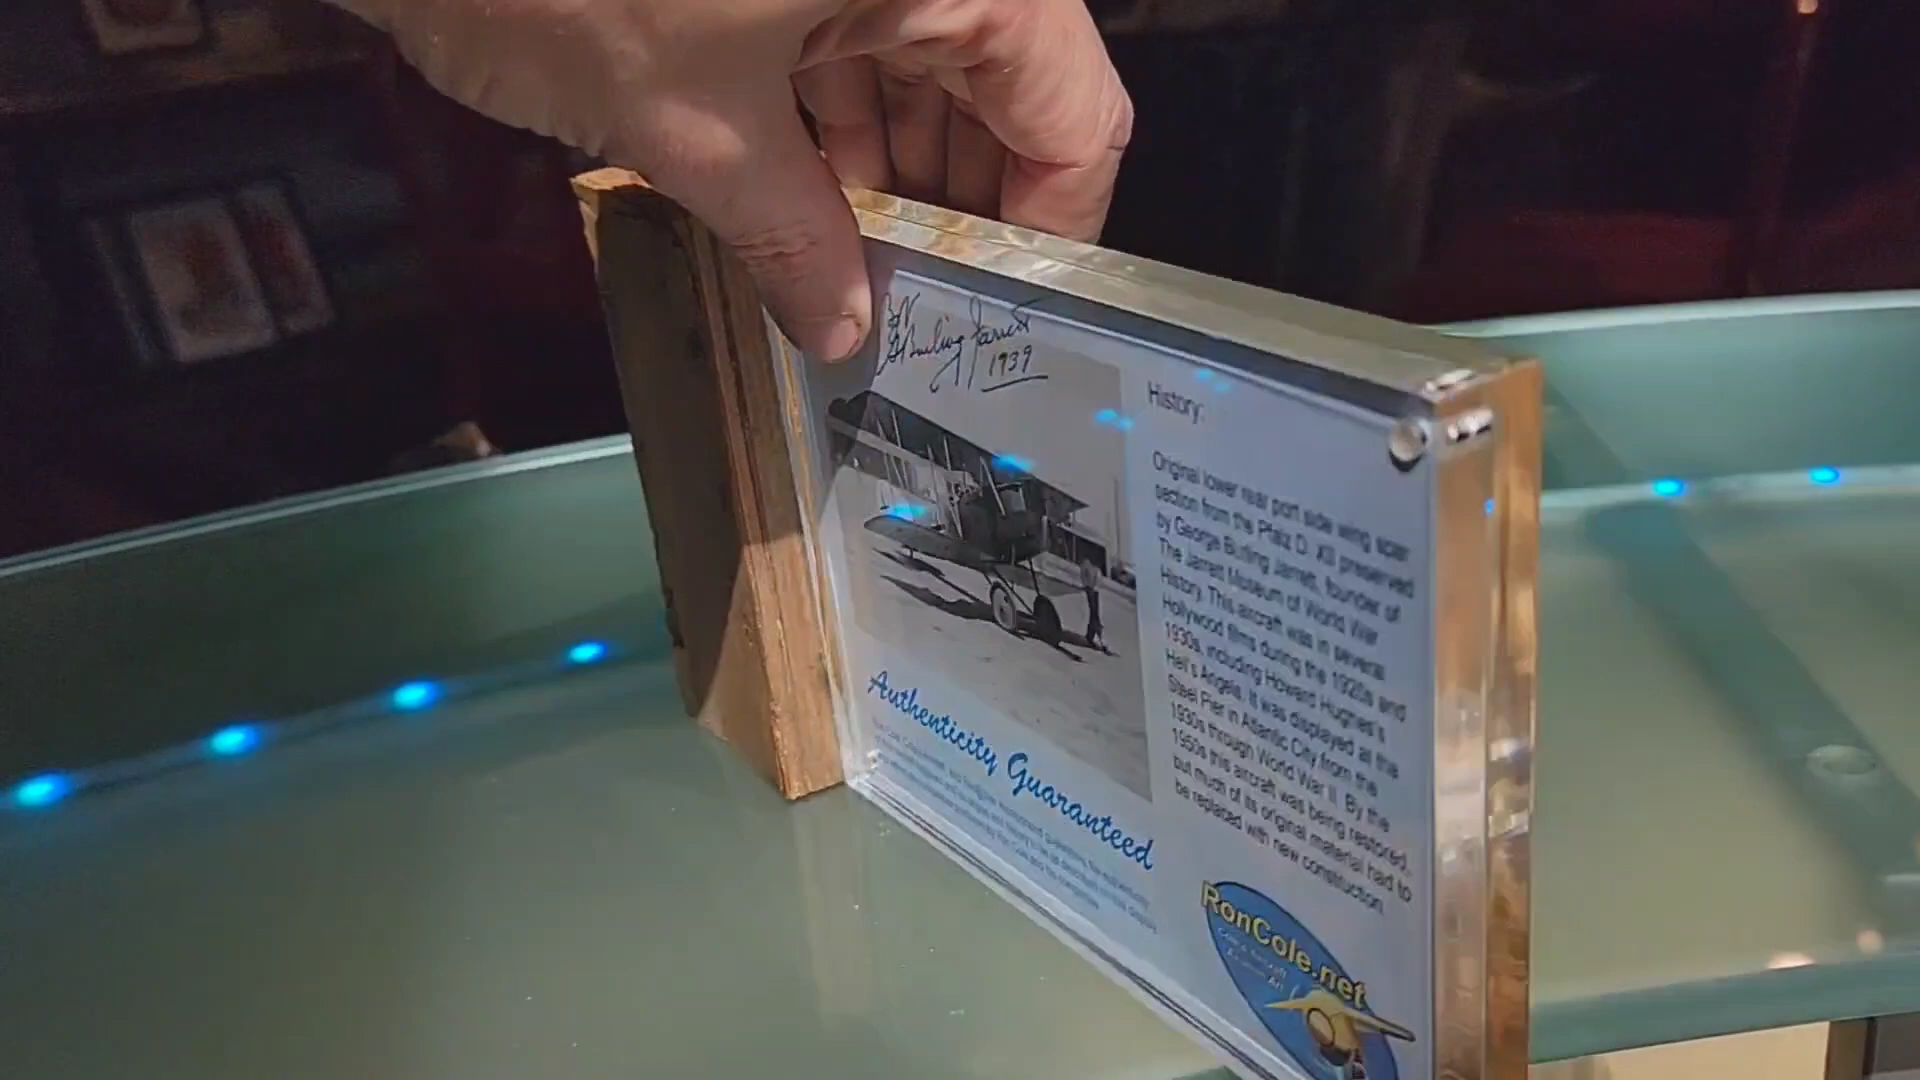 G Burling Jarrett
1939
History:
Original lower rear port side wing spar
section from the Pfalz D. XII preserved
by George Burling Jarrett, founder of
The Jarrett Museum of World War
History. This aircraft was in several
Hollywood films during the 1920s and
1930s, including Howard Hughes's
Hell's Angels. It was displayed at the
Steel Pier in Atlantic City from the
1930s through World War II. By the
1950s this aircraft was being restored,
but much of its original material had to
be replaced with new construction.
Authenticity Guaranteed
RonCole.net